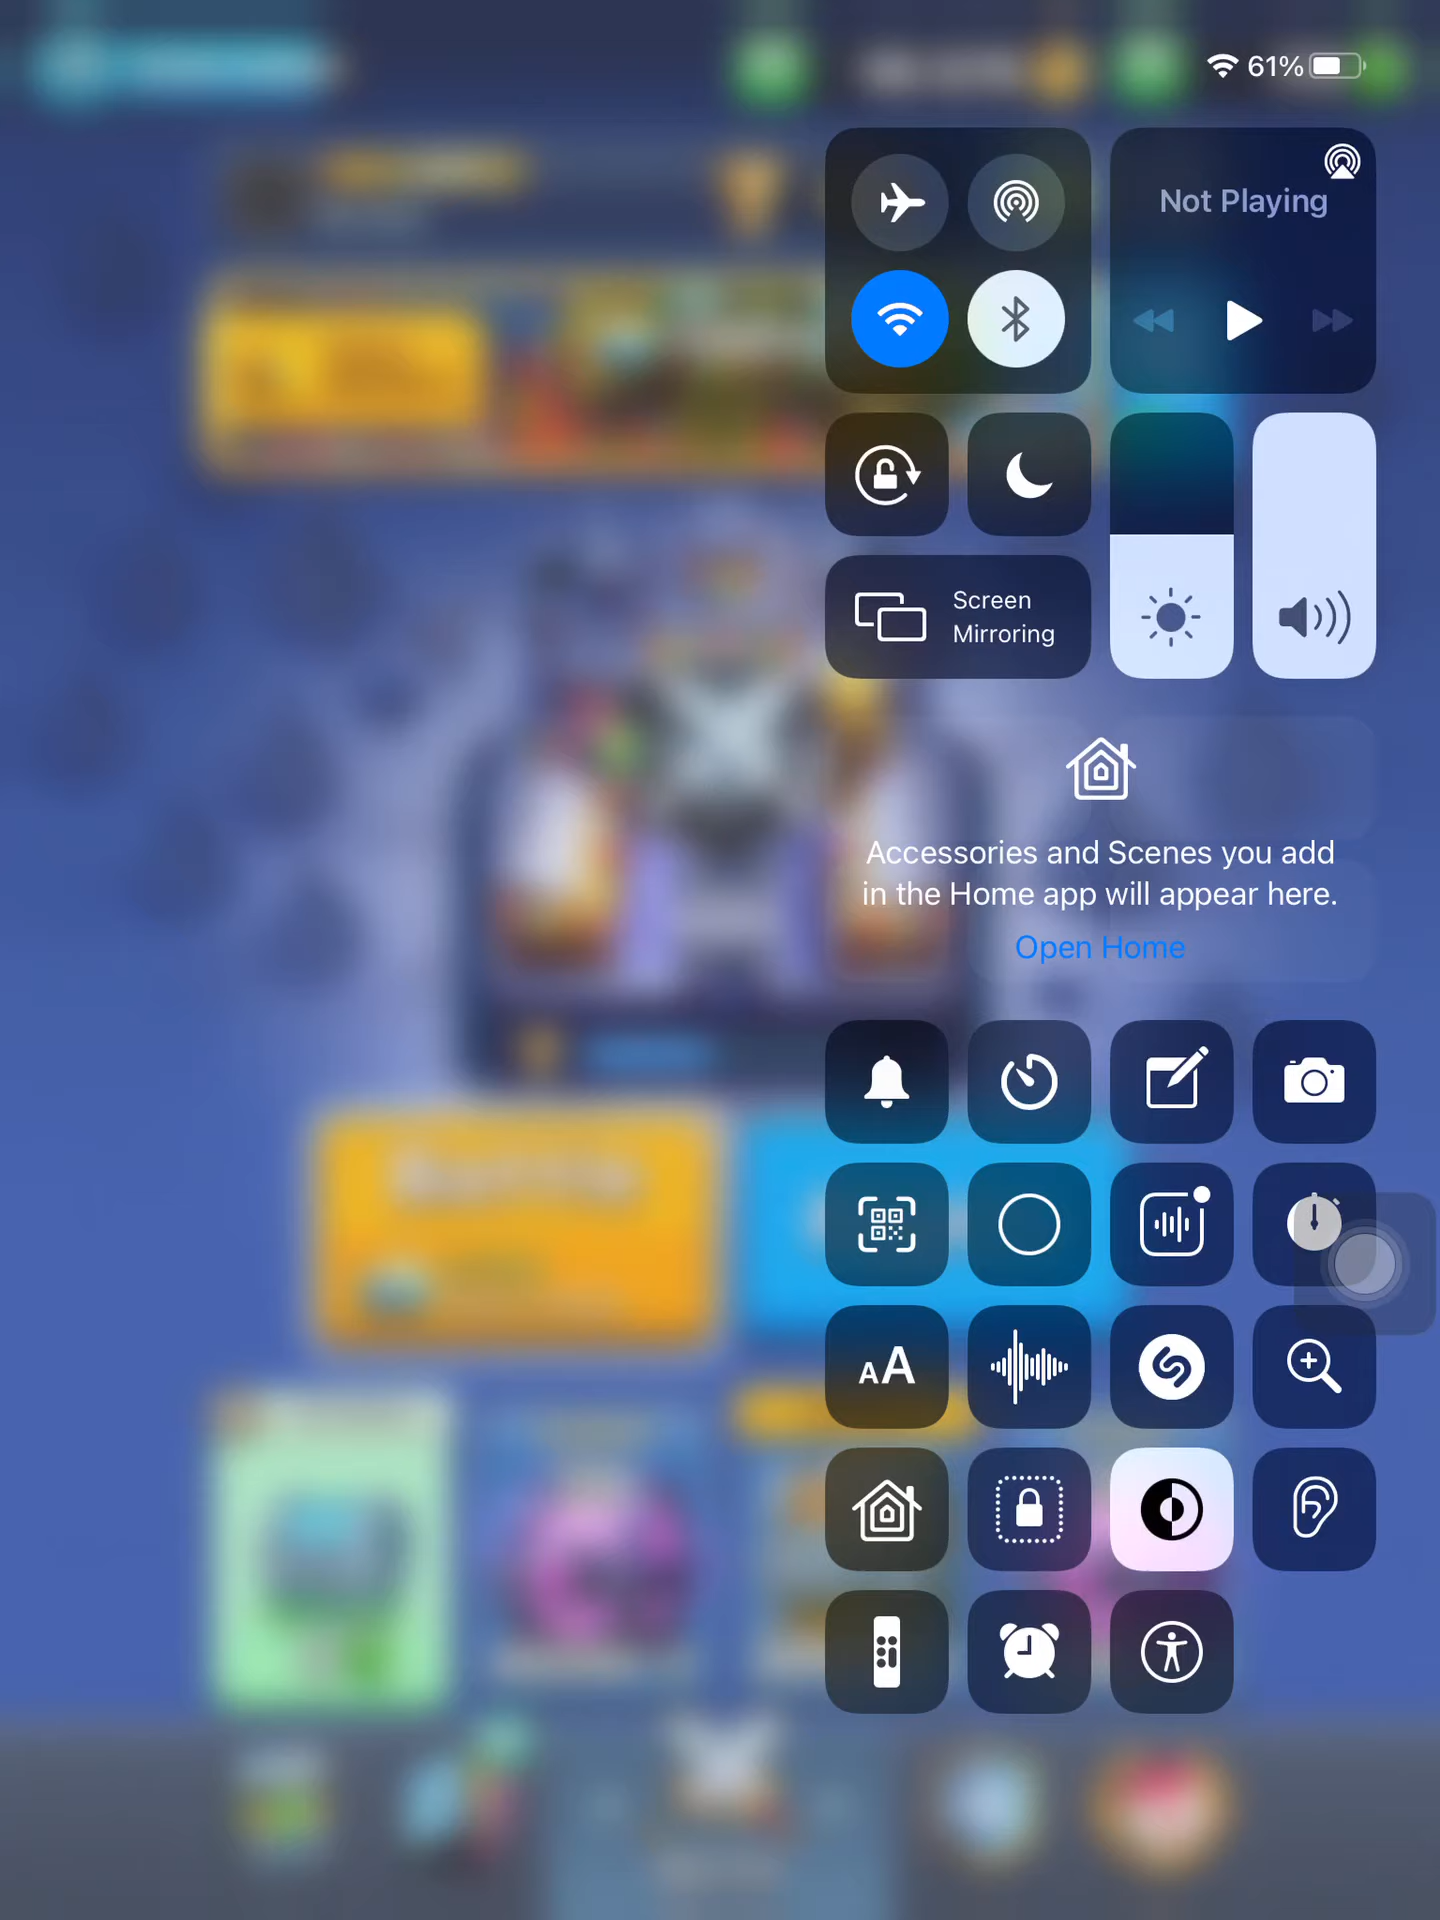 61%
Not Playing
Screen
Mirroring
Accessories and Scenes you add
in the Home app will appear here.
Open Home
AA